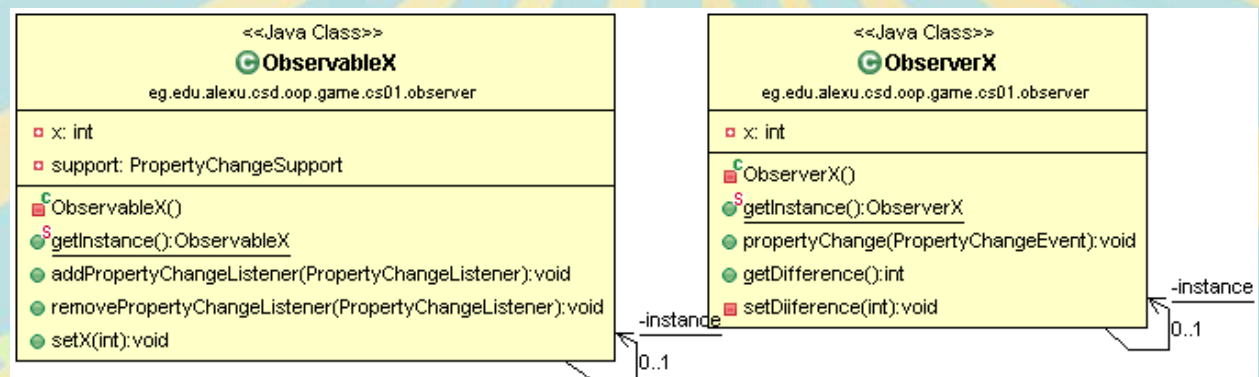 <<Java Class>>
ObservableX
eg.edu.alexu.csd.oop.game.cs01.observer
x: int
support: PropertyChangeSupport
ObservableX()
getInstance():ObservableX
addPropertyChangeListener(PropertyChangeListener):void
removePropertyChangeListener(PropertyChangeListener):void
setX(int):void
-instance
0..1
<<Java Class>>
ObserverX
eg.edu.alexu.csd.oop.game.cs01.observer
x: int
ObserverX()
getInstance():ObserverX
propertyChange(PropertyChangeEvent):void
getDifference():int
setDiifference(int):void
-instance
0..1